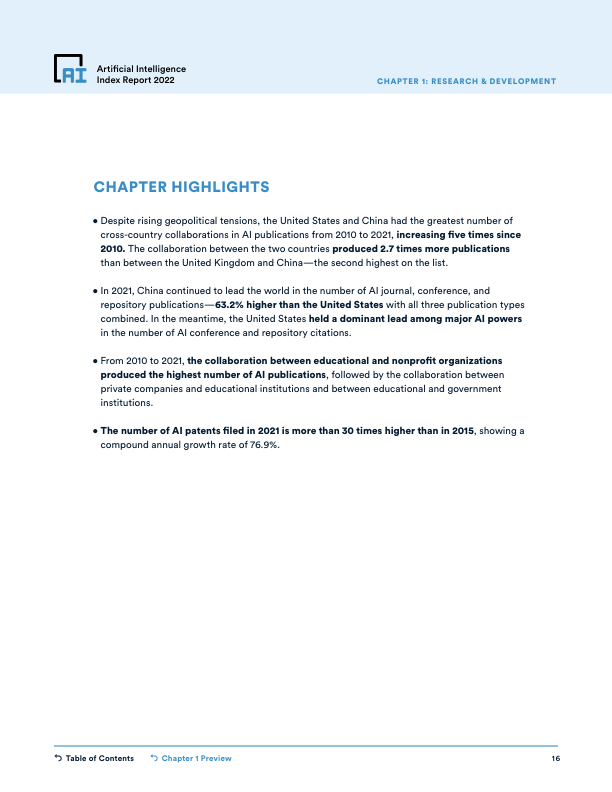 AI
Artificial Intelligence
Index Report 2022
CHAPTER 1: RESEARCH & DEVELOPMENT
CHAPTER HIGHLIGHTS
• Despite rising geopolitical tensions, the United States and China had the greatest number of
cross-country collaborations in AI publications from 2010 to 2021, increasing five times since
2010. The collaboration between the two countries produced 2.7 times more publications
than between the United Kingdom and China—the second highest on the list.
• In 2021, China continued to lead the world in the number of AI journal, conference, and
repository publications—63.2% higher than the United States with all three publication types
combined. In the meantime, the United States held a dominant lead among major AI powers
in the number of AI conference and repository citations.
• From 2010 to 2021, the collaboration between educational and nonprofit organizations
produced the highest number of AI publications, followed by the collaboration between
private companies and educational institutions and between educational and government
institutions.
• The number of AI patents filed in 2021 is more than 30 times higher than in 2015, showing a
compound annual growth rate of 76.9%.
Table of Contents
Chapter 1 Preview
16